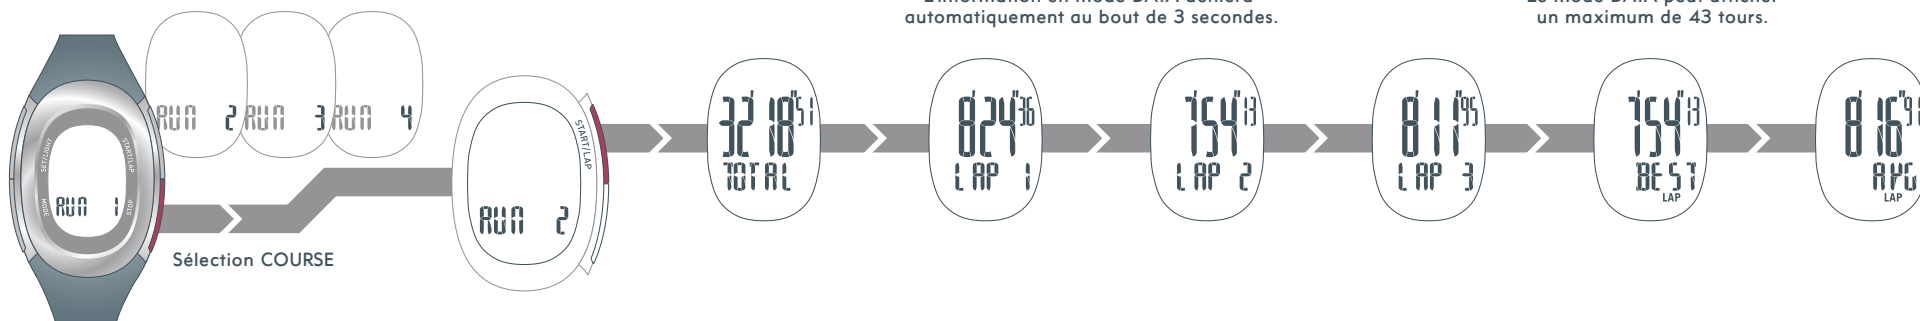 automatiquement au bout de 3 secondes.
un maximum de 43 tours.
RUN 2
RUN 3
RUN 4
SET/LIGHT
START/LAP
MODE
STOP
RUN 1
Sélection COURSE
START/LAP
RUN 2
32'18"51
TOTAL
8'24"36
LAP 1
7'54"13
LAP 2
8'11"95
LAP 3
7'54"13
BEST
LAP
8'16"
AVG
LAP